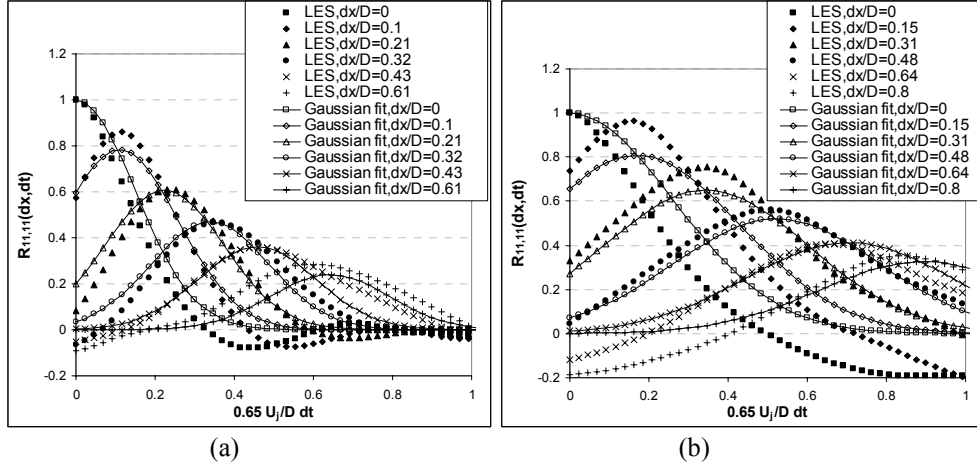 LES,dx/D=0
LES,dx/D=0.1
LES,dx/D=0.21
LES,dx/D=0.32
LES,dx/D=0.43
LES,dx/D=0.61
Gaussian fit,dx/D=0
Gaussian fit,dx/D=0.1
Gaussian fit,dx/D=0.21
Gaussian fit,dx/D=0.32
Gaussian fit,dx/D=0.43
Gaussian fit,dx/D=0.61
1.2
1
0.8
0.6
0.4
0.2
0
-0.2
R11,11(dx,dt)
0 0.2 0.4 0.6 0.8 1
0.65 Uj/D dt
(a)
LES,dx/D=0
LES,dx/D=0.15
LES,dx/D=0.31
LES,dx/D=0.48
LES,dx/D=0.64
LES,dx/D=0.8
Gaussian fit,dx/D=0
Gaussian fit,dx/D=0.15
Gaussian fit,dx/D=0.31
Gaussian fit,dx/D=0.48
Gaussian fit,dx/D=0.64
Gaussian fit,dx/D=0.8
1.2
1
0.8
0.6
0.4
0.2
0
-0.2
R11,11(dx,dt)
0 0.2 0.4 0.6 0.8 1
0.65 Uj/D dt
(b)